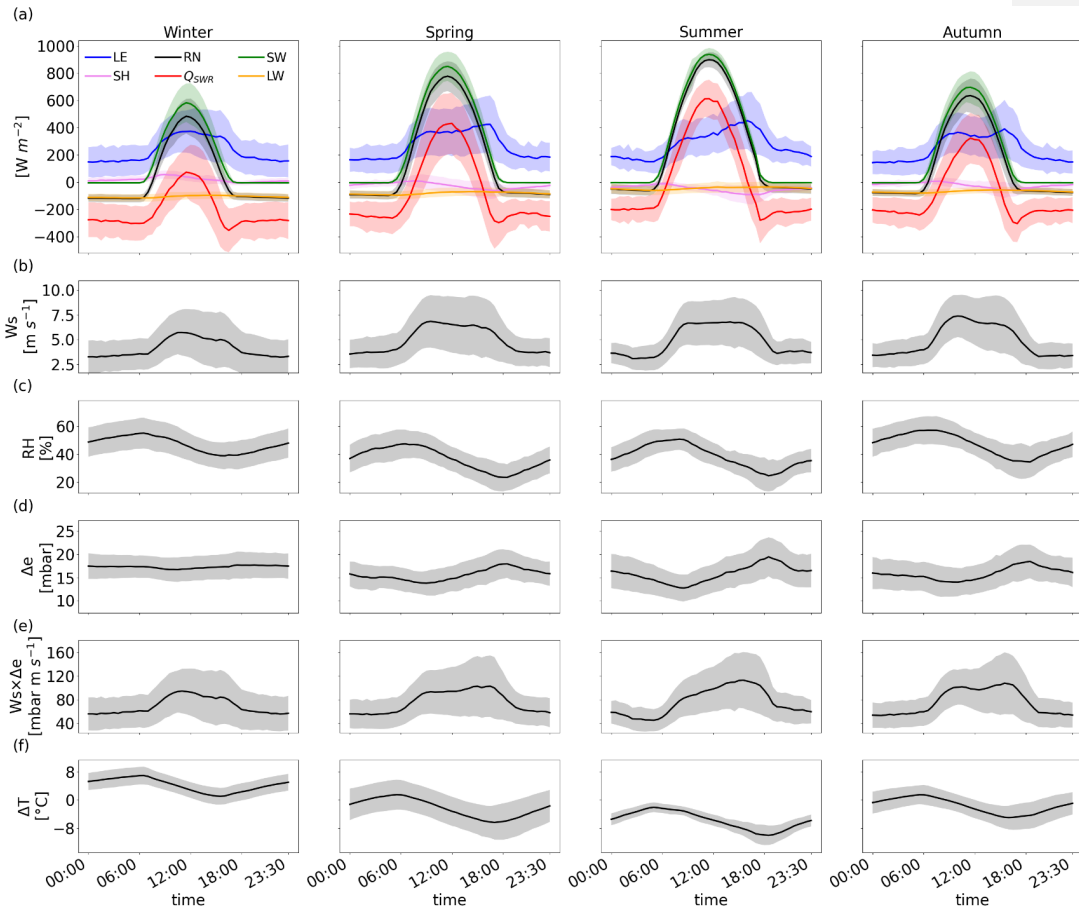 (a)
Winter Spring Summer Autumn
LE RN SW
SH Q_SWR LW
1000
800
600
400
200
0
−200
−400
[W m⁻²]
(b)
10.0
7.5
5.0
2.5
Ws
[m s⁻¹]
(c)
60
40
20
RH
[%]
(d)
25
20
15
10
Δe
[mbar]
(e)
160
120
80
40
Ws×Δe
[mbar m s⁻¹]
(f)
8
0
−8
ΔT
[°C]
00:00 06:00 12:00 18:00 23:30 00:00 06:00 12:00 18:00 23:30 00:00 06:00 12:00 18:00 23:30 00:00 06:00 12:00 18:00 23:30
time time time time